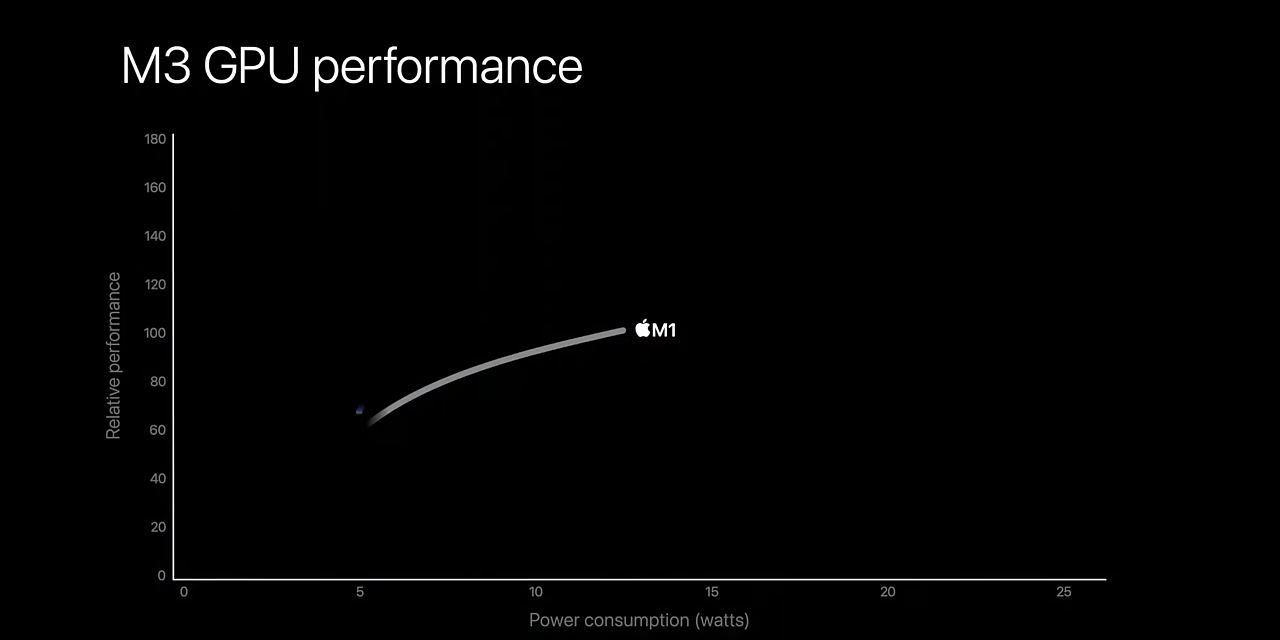 M3 GPU performance
180
160
140
120
100
80
60
40
20
0
Relative performance
M1
0 5 10 15 20 25
Power consumption (watts)